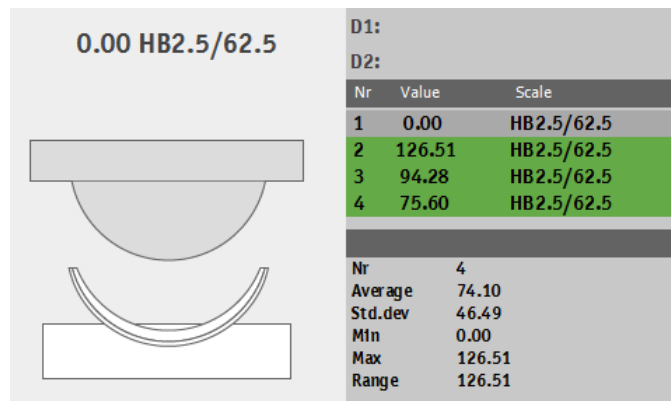 0.00 HB2.5/62.5
D1:
D2:
Nr Value Scale
1 0.00 HB2.5/62.5
2 126.51 HB2.5/62.5
3 94.28 HB2.5/62.5
4 75.60 HB2.5/62.5
Nr 4
Average 74.10
Std.dev 46.49
Min 0.00
Max 126.51
Range 126.51